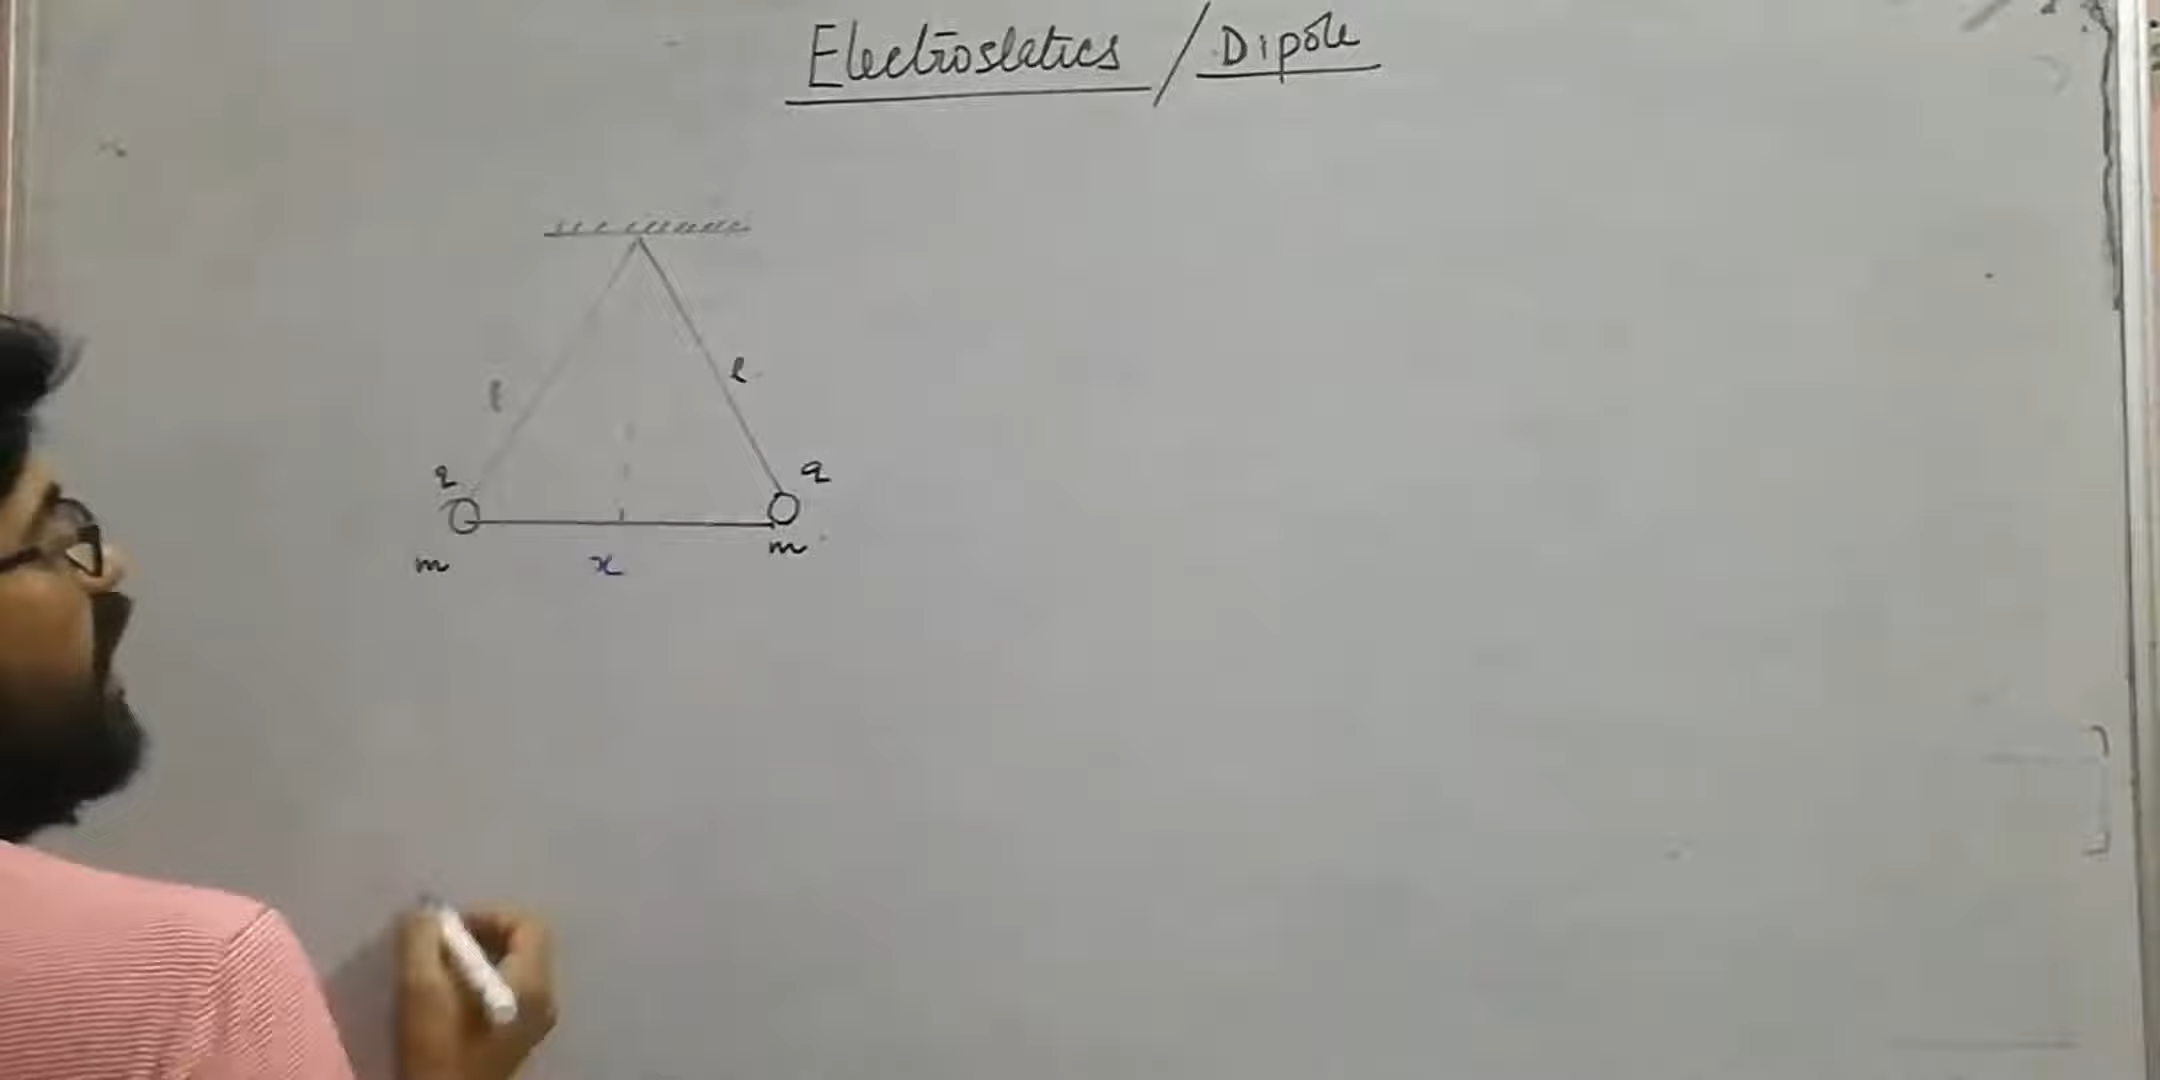 Electrostatics / Dipole
l
l
q
q
m
m
x